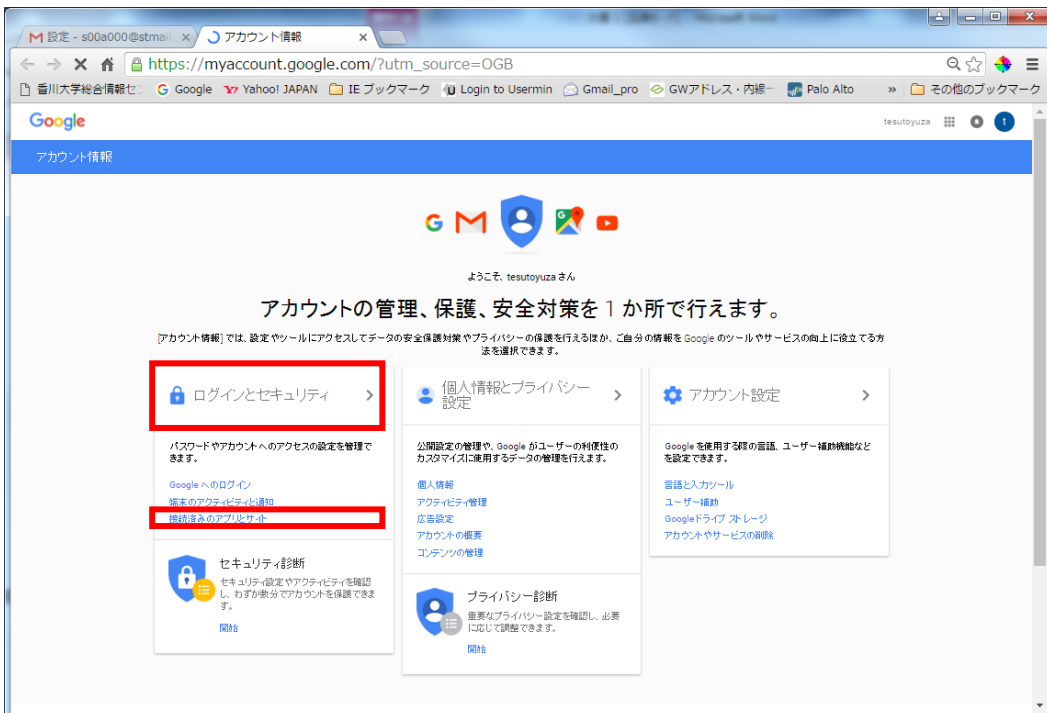 設定 - s00a000@stmail
アカウント情報
https://myaccount.google.com/?utm_source=OGB
香川大学総合情報セ
Google
Yahoo! JAPAN
IE ブックマーク
Login to Usermin
Gmail_pro
GWアドレス・内線一
Palo Alto
»
その他のブックマーク
Google
tesutoyuza
t
アカウント情報
ようこそ、tesutoyuza さん
アカウントの管理、保護、安全対策を 1 か所で行えます。
[アカウント情報] では、設定やツールにアクセスしてデータの安全保護対策やプライバシーの保護を行えるほか、ご自分の情報を Google のツールやサービスの向上に役立てる方
法を選択できます。
ログインとセキュリティ
パスワードやアカウントへのアクセスの設定を管理で
きます。
Google へのログイン
端末のアクティビティと通知
接続済みのアプリとサイト
セキュリティ診断
セキュリティ設定やアクティビティを確認
し、わずか数分でアカウントを保護できま
す。
開始
個人情報とプライバシー
設定
公開設定の管理や、Google がユーザーの利便性の
カスタマイズに使用するデータの管理を行えます。
個人情報
アクティビティ管理
広告設定
アカウントの概要
コンテンツの管理
プライバシー診断
重要なプライバシー設定を確認し、必要
に応じて調整できます。
開始
アカウント設定
Google を使用する際の言語、ユーザー補助機能など
を設定できます。
言語と入力ツール
ユーザー補助
Googleドライブ ストレージ
アカウントやサービスの削除